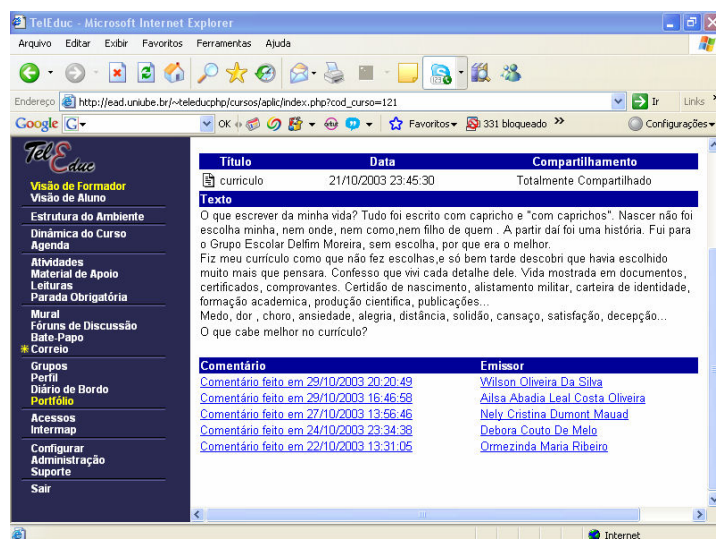 TelEduc - Microsoft Internet Explorer
Arquivo Editar Exibir Favoritos Ferramentas Ajuda
Endereço http://ead.uniube.br/~teleducphp/cursos/aplic/index.php?cod_curso=121 Ir Links
Google G OK Favoritos 331 bloqueado Configurações
TelEduc
Visão de Formador
Visão de Aluno
Estrutura do Ambiente
Dinâmica do Curso
Agenda
Atividades
Material de Apoio
Leituras
Parada Obrigatória
Mural
Fóruns de Discussão
Bate-Papo
Correio
Grupos
Perfil
Diário de Bordo
Portfólio
Acessos
Intermap
Configurar
Administração
Suporte
Sair
Título Data Compartilhamento
curriculo 21/10/2003 23:45:30 Totalmente Compartilhado
Texto
O que escrever da minha vida? Tudo foi escrito com capricho e "com caprichos". Nascer não foi
escolha minha, nem onde, nem como,nem filho de quem . A partir daí foi uma história. Fui para
o Grupo Escolar Delfim Moreira, sem escolha, por que era o melhor.
Fiz meu currículo como que não fez escolhas,e só bem tarde descobri que havia escolhido
muito mais que pensara. Confesso que vivi cada detalhe dele. Vida mostrada em documentos,
certificados, comprovantes. Certidão de nascimento, alistamento militar, carteira de identidade,
formação academica, produção cientifica, publicações...
Medo, dor , choro, ansiedade, alegria, distância, solidão, cansaço, satisfação, decepção...
O que cabe melhor no currículo?
Comentário Emissor
Comentário feito em 29/10/2003 20:20:49 Wilson Oliveira Da Silva
Comentário feito em 29/10/2003 16:46:58 Ailsa Abadia Leal Costa Oliveira
Comentário feito em 27/10/2003 13:56:46 Nely Cristina Dumont Mauad
Comentário feito em 24/10/2003 23:34:38 Debora Couto De Melo
Comentário feito em 22/10/2003 13:31:05 Ormezinda Maria Ribeiro
Internet